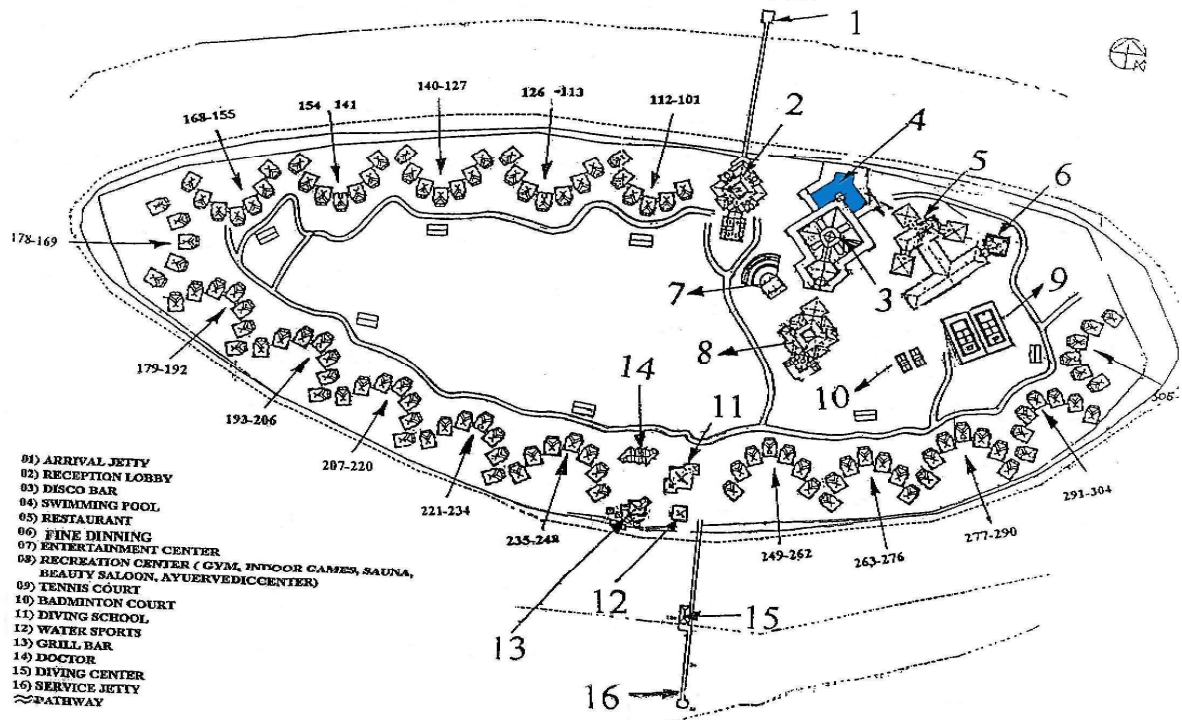 1
2
140-127
126 -113
154 141
112-101
168-155
4
5
6
178-169
7
3
9
8
179-192
14
10
193-206
11
207-220
291-304
221-234
277-290
235-248
249-262
263-276
12
15
13
16
01) ARRIVAL JETTY
02) RECEPTION LOBBY
03) DISCO BAR
04) SWIMMING POOL
05) RESTAURANT
06) FINE DINNING
07) ENTERTAINMENT CENTER
08) RECREATION CENTER ( GYM, INDOOR GAMES, SAUNA,
BEAUTY SALOON, AYUERVEDICCENTER)
09) TENNIS COURT
10) BADMINTON COURT
11) DIVING SCHOOL
12) WATER SPORTS
13) GRILL BAR
14) DOCTOR
15) DIVING CENTER
16) SERVICE JETTY
PATHWAY